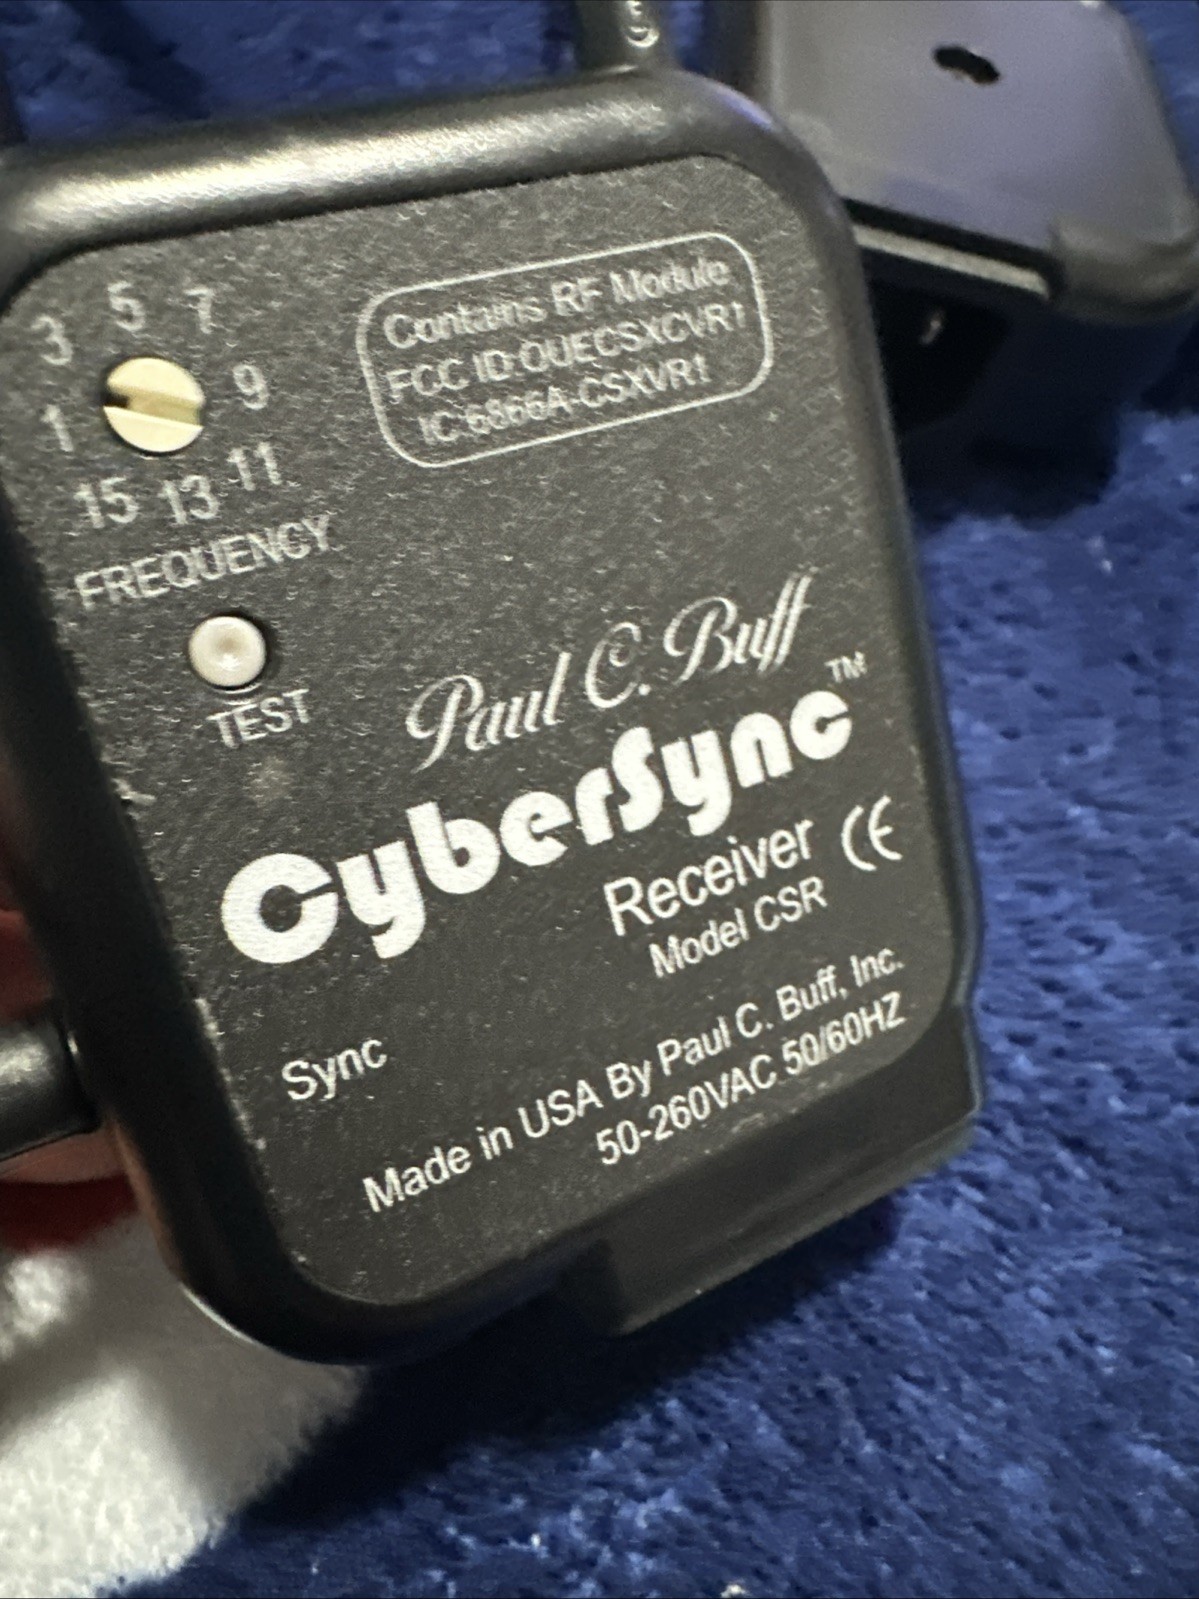 3 5 7
1 9
15 13 11
FREQUENCY
TEST
Contains RF Module
FCC ID:OUECSXCVR1
IC:6866A-CSXVR1
Paul C. Buff
CyberSync™
Receiver CE
Model CSR
Sync
Made in USA By Paul C. Buff, Inc.
50-260VAC 50/60HZ